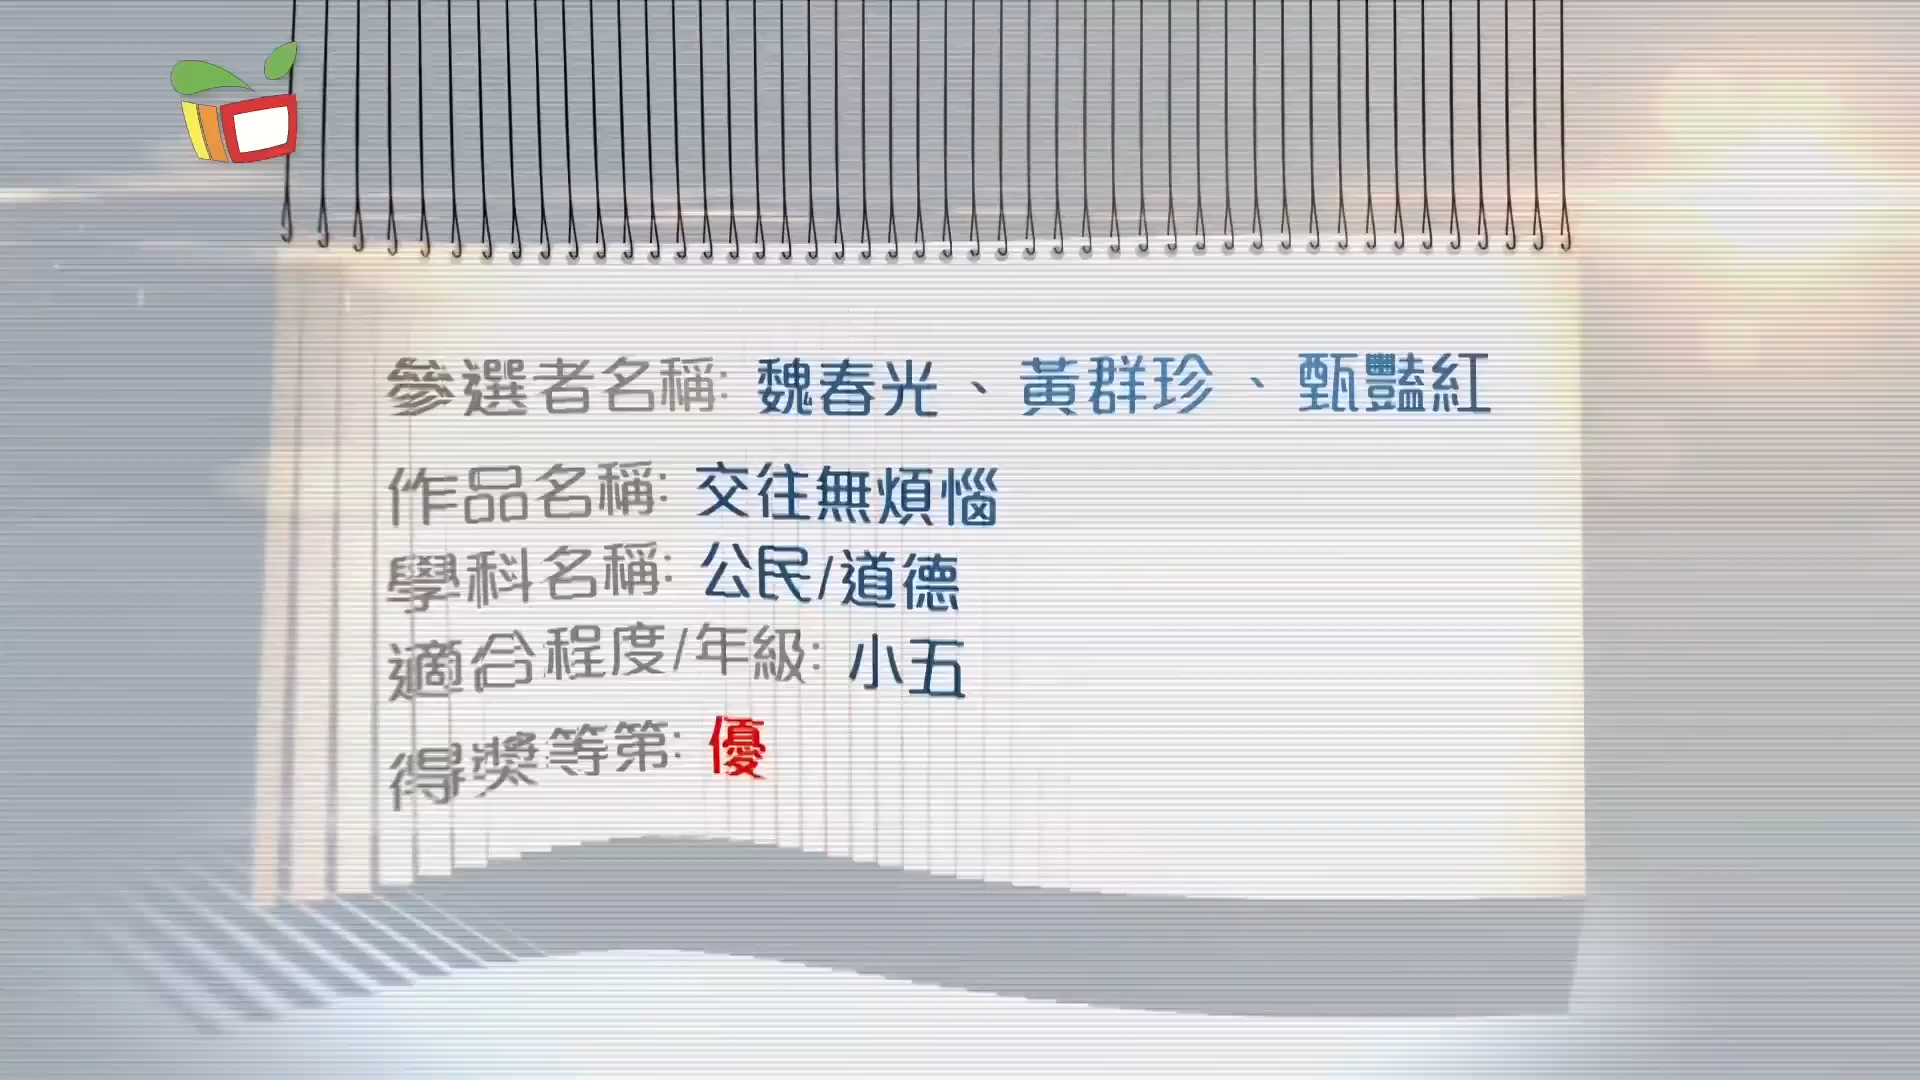 參選者名稱: 魏春光、黃群珍、甄豔紅
作品名稱: 交往無煩惱
學科名稱: 公民/道德
適合程度/年級: 小五
得獎等第: 優